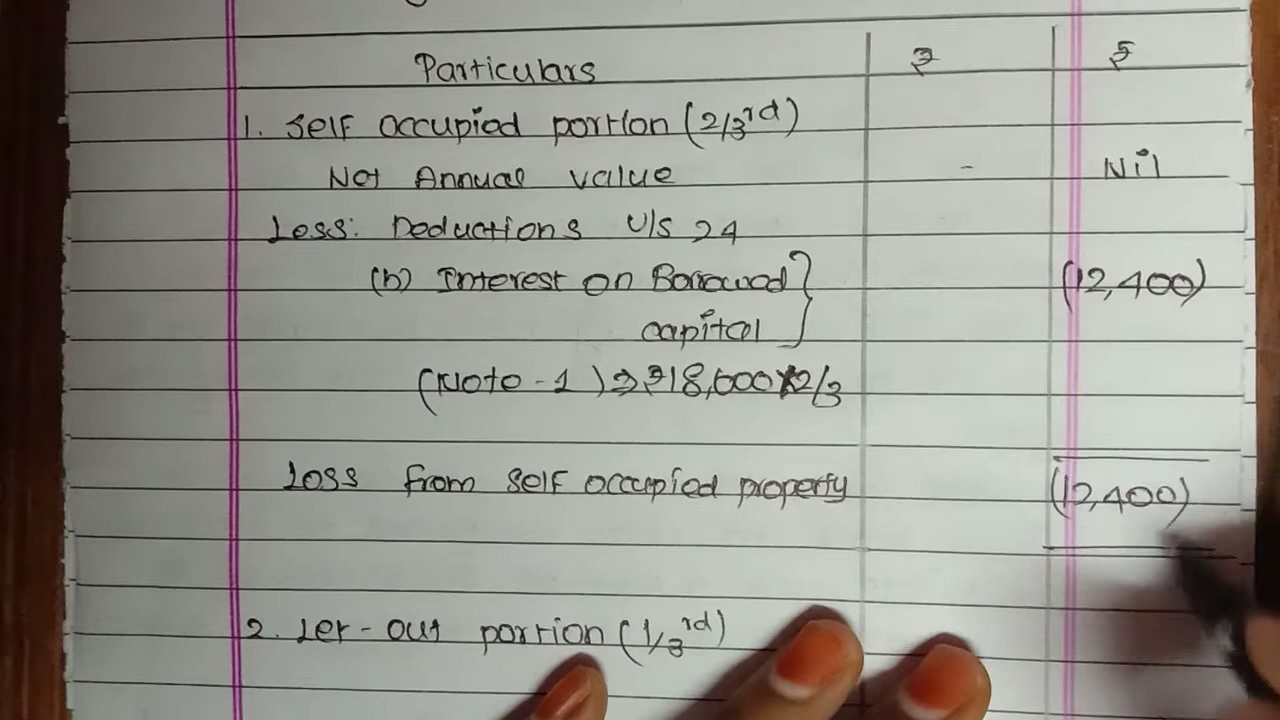 Particulars ₹ ₹
1. Self occupied portion (2/3rd)
Net Annual value - Nil
Less: Deductions U/s 24
(b) Interest on Borrowed (12,400)
capital
(Note - 1) ⇒ ₹18,600 × 2/3
Loss from self occupied property (12,400)
2. Let-out portion (1/3rd)